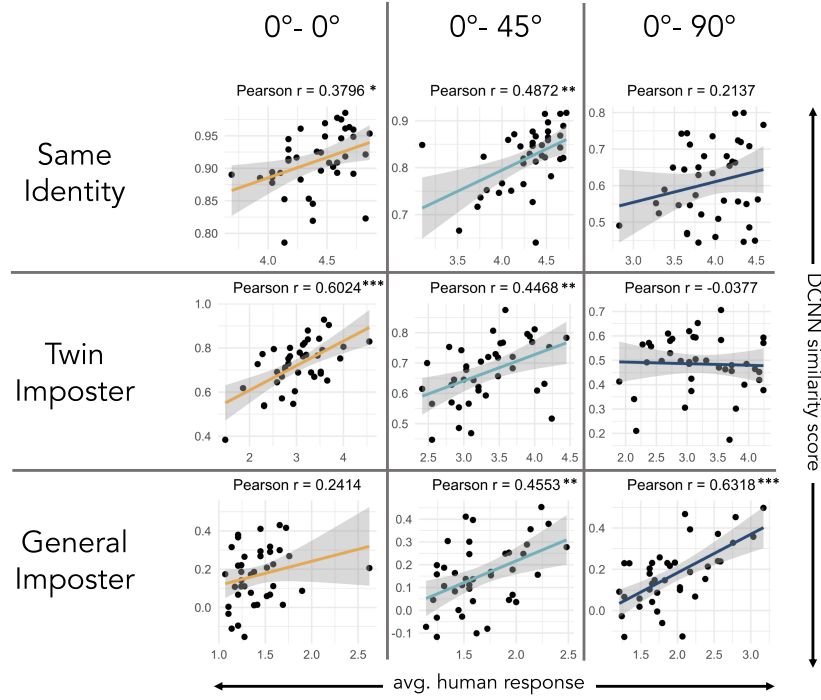 0°- 0° 0°- 45° 0°- 90°
Same
Identity
Pearson r = 0.3796 *
0.95
0.90
0.85
0.80
4.0 4.5
Pearson r = 0.4872 **
0.9
0.8
0.7
3.5 4.0 4.5
Pearson r = 0.2137
0.8
0.7
0.6
0.5
3.0 3.5 4.0 4.5
Twin
Imposter
Pearson r = 0.6024 ***
1.0
0.8
0.6
0.4
2 3 4
Pearson r = 0.4468 **
0.8
0.7
0.6
0.5
2.5 3.0 3.5 4.0 4.5
Pearson r = -0.0377
0.7
0.6
0.5
0.4
0.3
0.2
2.0 2.5 3.0 3.5 4.0
General
Imposter
Pearson r = 0.2414
0.4
0.2
0.0
1.0 1.5 2.0 2.5
Pearson r = 0.4553 **
0.4
0.3
0.2
0.1
0.0
-0.1
1.5 2.0 2.5
Pearson r = 0.6318 ***
0.4
0.2
0.0
1.5 2.0 2.5 3.0
DCNN similarity score
avg. human response